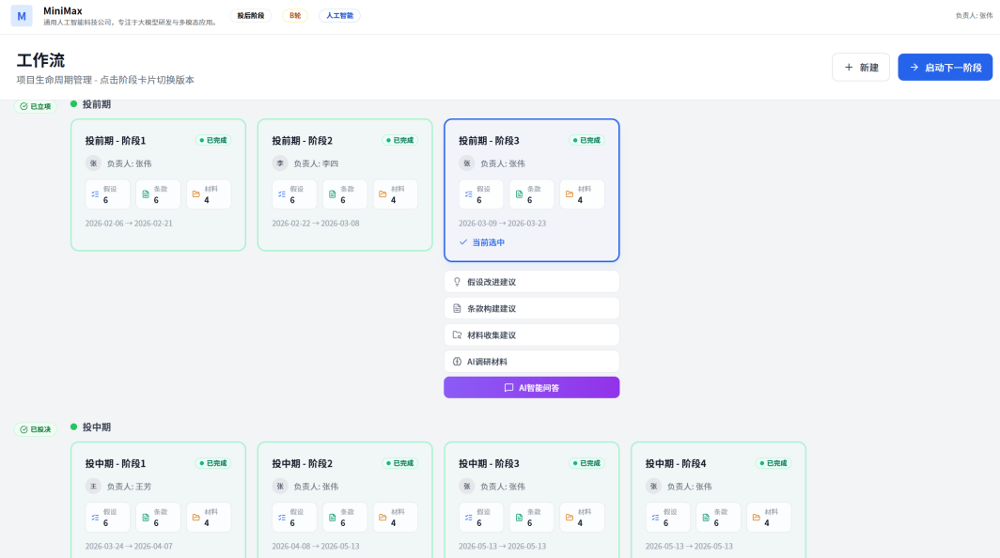 M
MiniMax
通用人工智能科技公司，专注于大模型研发与多模态应用。
投后阶段
B轮
人工智能
负责人: 张伟
工作流
项目生命周期管理 - 点击阶段卡片切换版本
新建
启动下一阶段
已立项
投前期
投前期 - 阶段1
已完成
张
负责人: 张伟
假设
6
条款
6
材料
4
2026-02-06 → 2026-02-21
投前期 - 阶段2
已完成
李
负责人: 李四
假设
6
条款
6
材料
4
2026-02-22 → 2026-03-08
投前期 - 阶段3
已完成
张
负责人: 张伟
假设
6
条款
6
材料
4
2026-03-09 → 2026-03-23
当前选中
假设改进建议
条款构建建议
材料收集建议
AI调研材料
AI智能问答
已投决
投中期
投中期 - 阶段1
已完成
王
负责人: 王芳
假设
6
条款
6
材料
4
2026-03-24 → 2026-04-07
投中期 - 阶段2
已完成
张
负责人: 张伟
假设
6
条款
6
材料
4
2026-04-08 → 2026-05-13
投中期 - 阶段3
已完成
张
负责人: 张伟
假设
6
条款
6
材料
4
2026-05-13 → 2026-05-13
投中期 - 阶段4
已完成
张
负责人: 张伟
假设
6
条款
6
材料
4
2026-05-13 → 2026-05-13